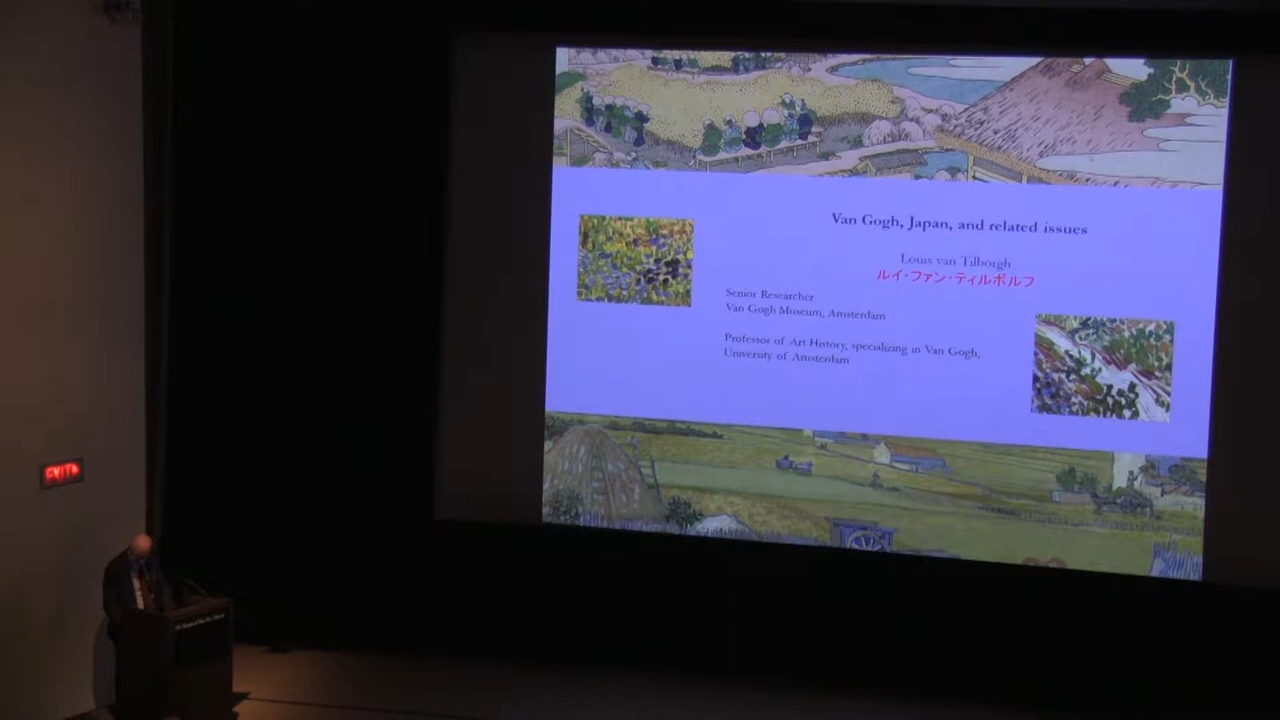 Van Gogh, Japan, and related issues
Louis van Tilborgh
ルイ・ファン・ティルボルフ
Senior Researcher
Van Gogh Museum, Amsterdam
Professor of Art History, specializing in Van Gogh,
University of Amsterdam
EXIT